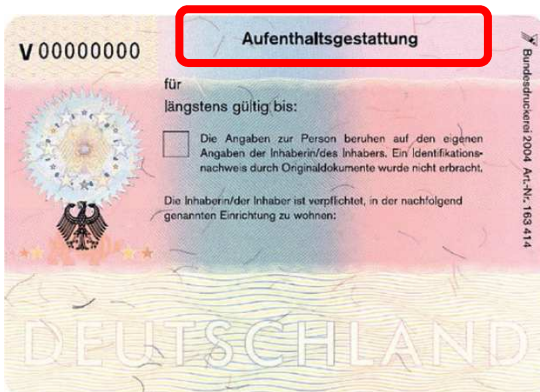 V 00000000
Aufenthaltsgestattung
Bundesdruckerei 2004 Art.-Nr. 163 414
für
längstens gültig bis:
Die Angaben zur Person beruhen auf den eigenen
Angaben der Inhaberin/des Inhabers. Ein Identifikations-
nachweis durch Originaldokumente wurde nicht erbracht.
Die Inhaberin/der Inhaber ist verpflichtet, in der nachfolgend
genannten Einrichtung zu wohnen:
DEUTSCHLAND